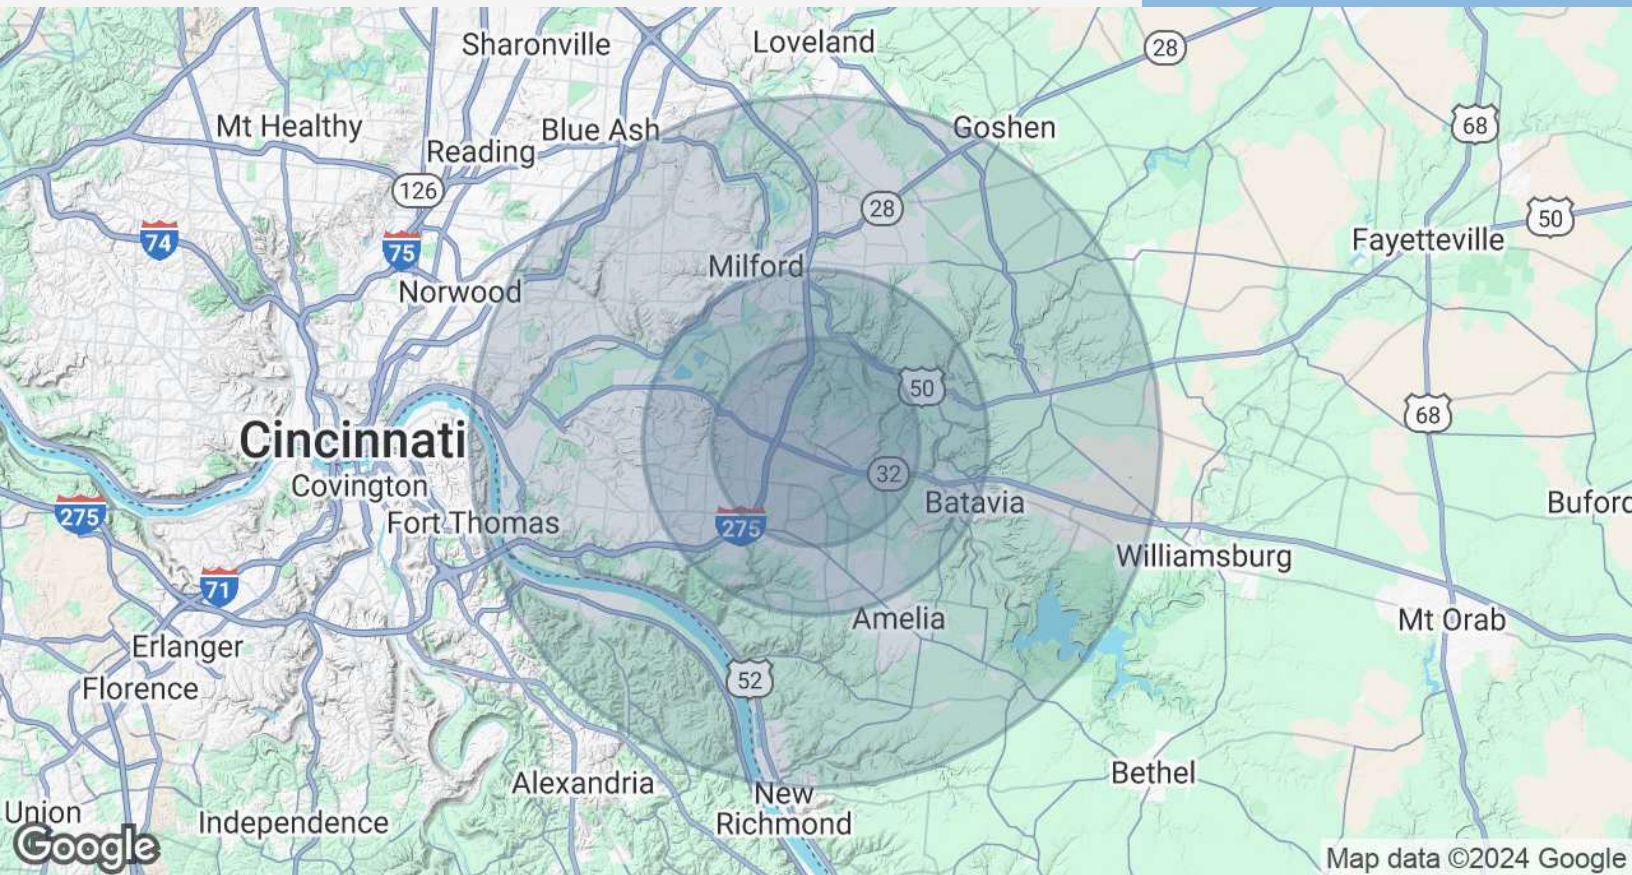 Sharonville
Loveland
28
Mt Healthy
Blue Ash
Goshen
68
Reading
126
28
50
74
75
Fayetteville
Milford
Norwood
50
68
Cincinnati
32
Covington
Batavia
Buford
275
Fort Thomas
275
Williamsburg
71
Amelia
Mt Orab
Erlanger
52
Florence
Bethel
Alexandria
New
Richmond
Union
Independence
Google
Map data ©2024 Google